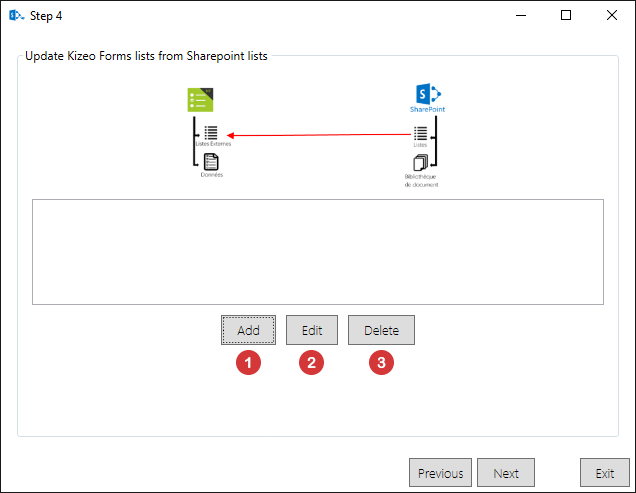 Step 4
Update Kizeo Forms lists from Sharepoint lists
SharePoint
Listes Externes
Listes
Données
Bibliothèque
de document
Add
Edit
Delete
1
2
3
Previous
Next
Exit